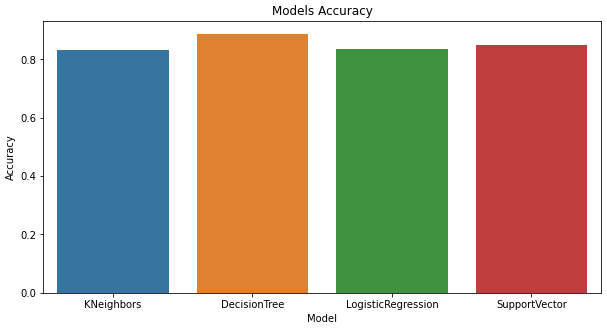 Models Accuracy
Accuracy
0.8
0.6
0.4
0.2
0.0
KNeighbors DecisionTree LogisticRegression SupportVector
Model